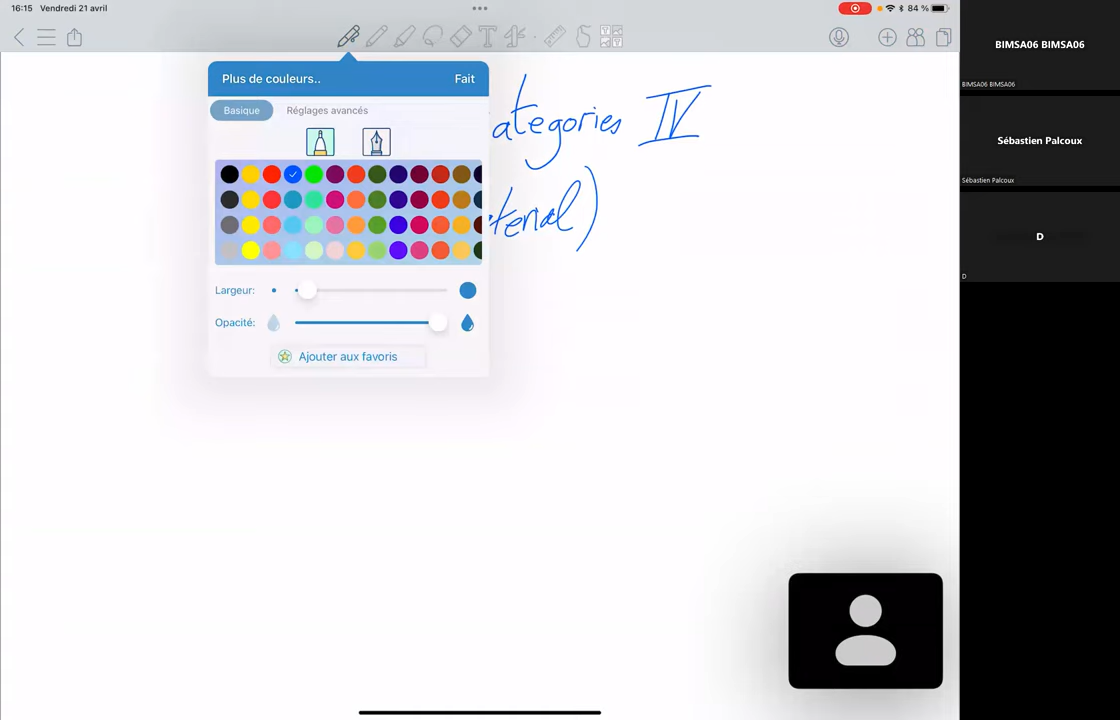 16:15 Vendredi 21 avril
84 %
Plus de couleurs.. Fait
Basique Réglages avancés
Largeur:
Opacité:
Ajouter aux favoris
ategories IV
terial)
BIMSA06 BIMSA06
BIMSA06 BIMSA06
Sébastien Palcoux
Sébastien Palcoux
D
D